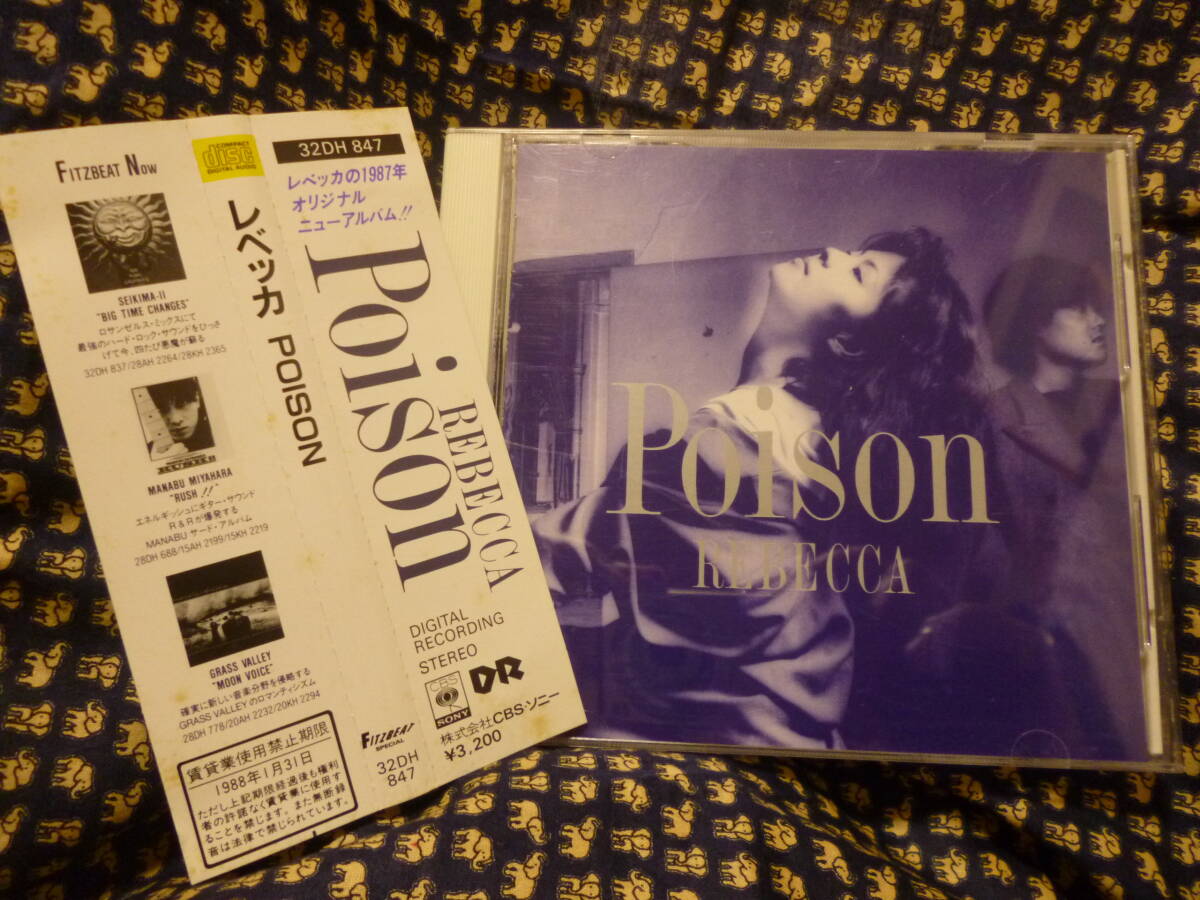 FITZBEAT NOW
SEIKIMA-II
"BIG TIME CHANGES"
ロサンゼルス・ミックスにて
最強のハード・ロック・サウンドをひっさ
げて今、四たび悪魔が蘇る
32DH 837/28AH 2264/28KH 2365
RUSH!!
MANABU MIYAHARA
"RUSH!!"
エネルギッシュにギター・サウンド
R&Rが爆発する
MANABU サード・アルバム
28DH 688/15AH 2199/15KH 2219
GRASS VALLEY
"MOON VOICE"
確実に新しい音楽分野を侵略する
GRASS VALLEYのロマンティシズム
28DH 778/20AH 2232/20KH 2294
賃貸業使用禁止期限
1988年1月31日
ただし上記期限経過後も権利
者の許諾なく賃貸業に使用す
ることを禁じます。また無断録
音は法律で禁じられています。
COMPACT
disc
DIGITAL AUDIO
レベッカ POISON
FITZBEAT
SPECIAL
32DH
847
32DH 847
レベッカの1987年
オリジナル
ニューアルバム!!
Poison
REBECCA
DIGITAL
RECORDING
STEREO
CBS
SONY
DR
株式会社CBS・ソニー
¥3,200
Poison
REBECCA